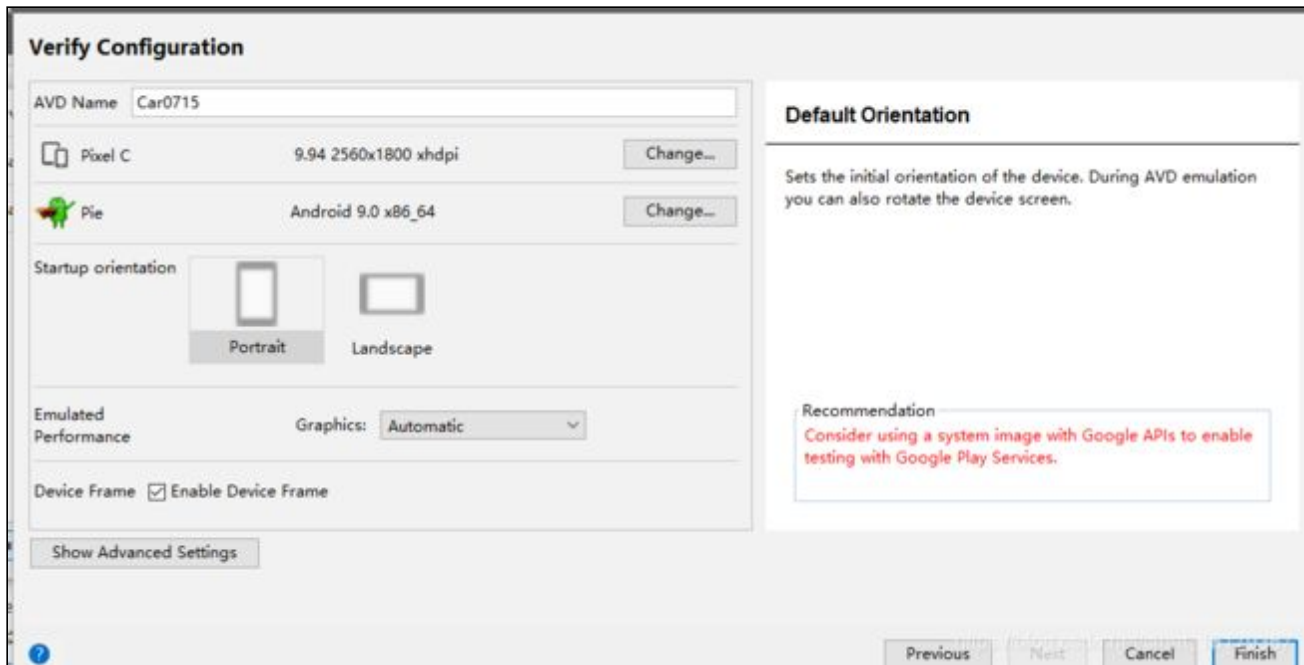 Verify Configuration
AVD Name Car0715
Pixel C 9.94 2560x1800 xhdpi Change...
Pie Android 9.0 x86_64 Change...
Startup orientation
Portrait Landscape
Emulated
Performance
Graphics: Automatic
Device Frame Enable Device Frame
Show Advanced Settings
Default Orientation
Sets the initial orientation of the device. During AVD emulation
you can also rotate the device screen.
Recommendation
Consider using a system image with Google APIs to enable
testing with Google Play Services.
?
Previous Next Cancel Finish